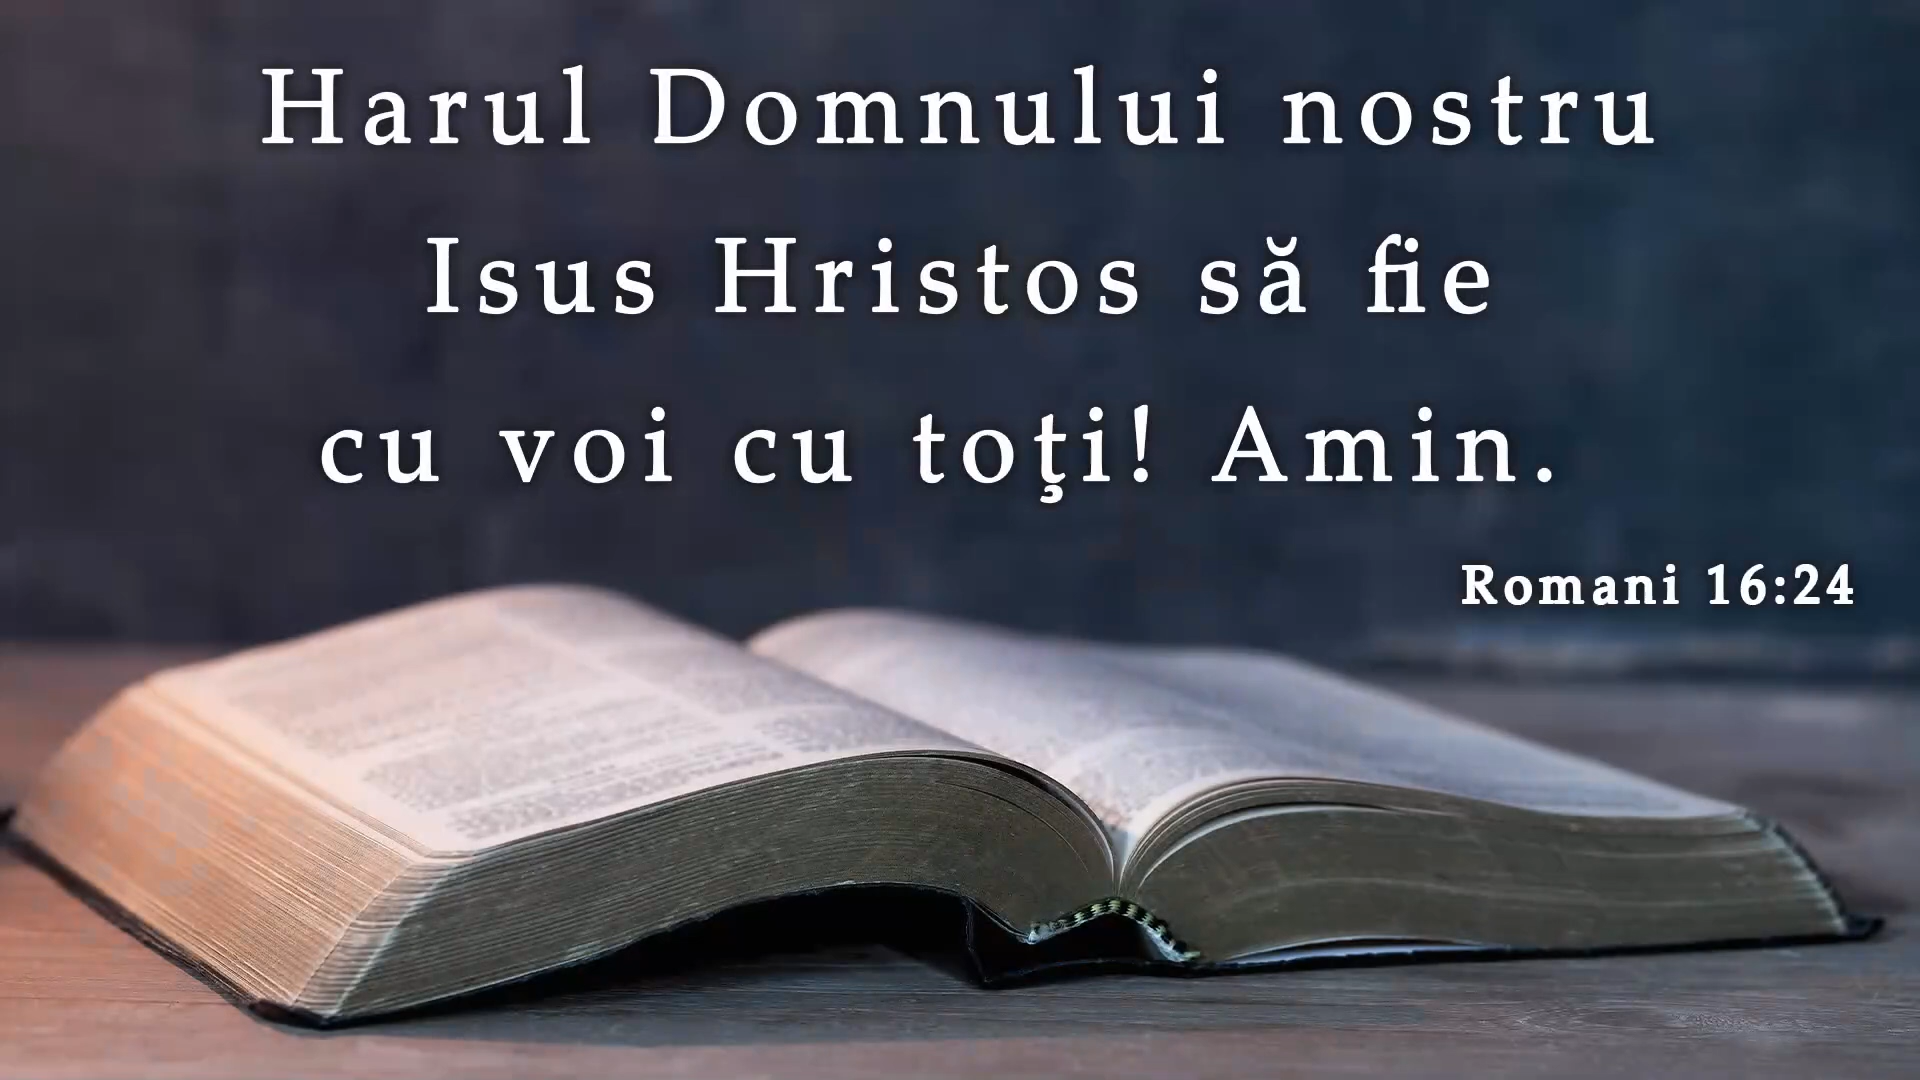 Harul Domnului nostru
Isus Hristos să fie
cu voi cu toţi! Amin.
Romani 16:24